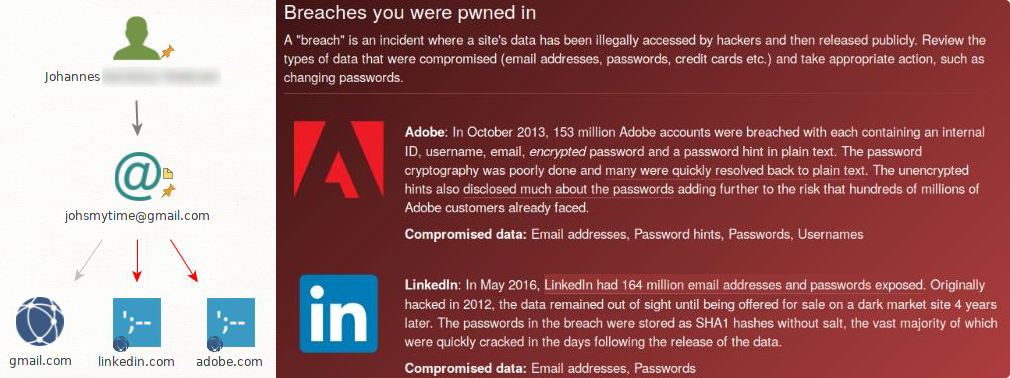 Johannes
johsmytime@gmail.com
gmail.com
linkedin.com
adobe.com
Breaches you were pwned in
A "breach" is an incident where a site's data has been illegally accessed by hackers and then released publicly. Review the
types of data that were compromised (email addresses, passwords, credit cards etc.) and take appropriate action, such as
changing passwords.
Adobe: In October 2013, 153 million Adobe accounts were breached with each containing an internal
ID, username, email, encrypted password and a password hint in plain text. The password
cryptography was poorly done and many were quickly resolved back to plain text. The unencrypted
hints also disclosed much about the passwords adding further to the risk that hundreds of millions of
Adobe customers already faced.
Compromised data: Email addresses, Password hints, Passwords, Usernames
in
LinkedIn: In May 2016, LinkedIn had 164 million email addresses and passwords exposed. Originally
hacked in 2012, the data remained out of sight until being offered for sale on a dark market site 4 years
later. The passwords in the breach were stored as SHA1 hashes without salt, the vast majority of which
were quickly cracked in the days following the release of the data.
Compromised data: Email addresses, Passwords